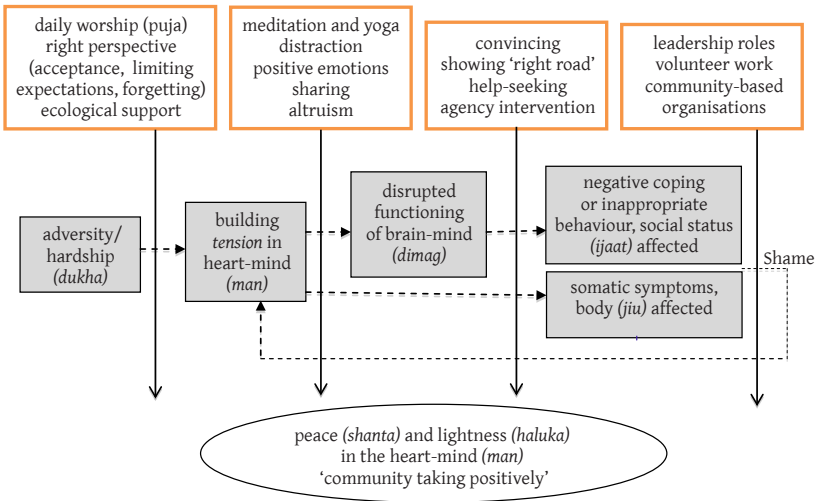 daily worship (puja)
right perspective
(acceptance, limiting
expectations, forgetting)
ecological support
meditation and yoga
distraction
positive emotions
sharing
altruism
convincing
showing ‘right road’
help-seeking
agency intervention
leadership roles
volunteer work
community-based
organisations
adversity/
hardship
(dukha)
building
tension in
heart-mind
(man)
disrupted
functioning
of brain-mind
(dimag)
negative coping
or inappropriate
behaviour, social status
(ijaat) affected
somatic symptoms,
body (jiu) affected
Shame
peace (shanta) and lightness (haluka)
in the heart-mind (man)
‘community taking positively’